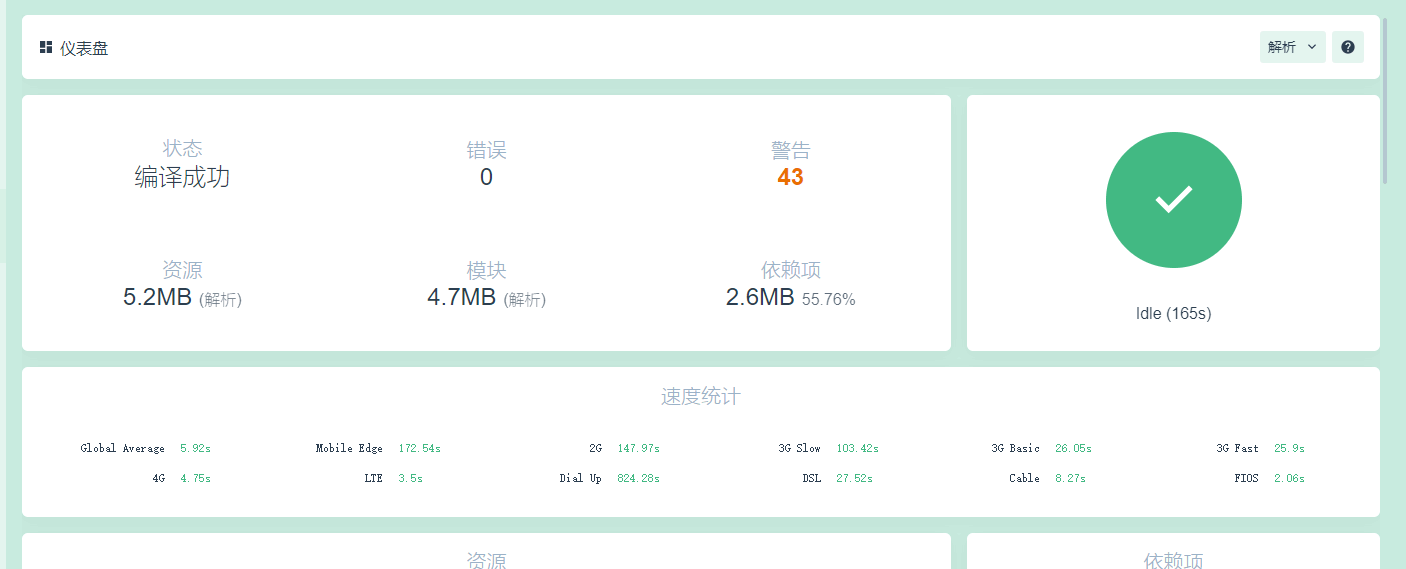 仪表盘
解析
状态
错误
警告
编译成功
0
43
资源
模块
依赖项
5.2MB (解析)
4.7MB (解析)
2.6MB 55.76%
Idle (165s)
速度统计
Global Average 5.92s
Mobile Edge 172.54s
2G 147.97s
3G Slow 103.42s
3G Basic 26.05s
3G Fast 25.9s
4G 4.75s
LTE 3.5s
Dial Up 824.28s
DSL 27.52s
Cable 8.27s
FIOS 2.06s
资源
依赖项